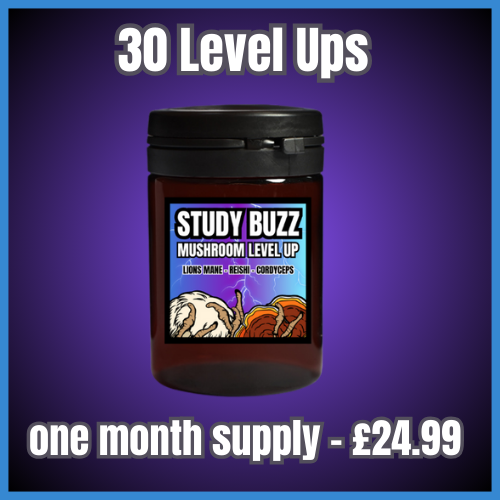 30 Level Ups
STUDY BUZZ
MUSHROOM LEVEL UP
LIONS MANE - REISHI - CORDYCEPS
one month supply - £24.99